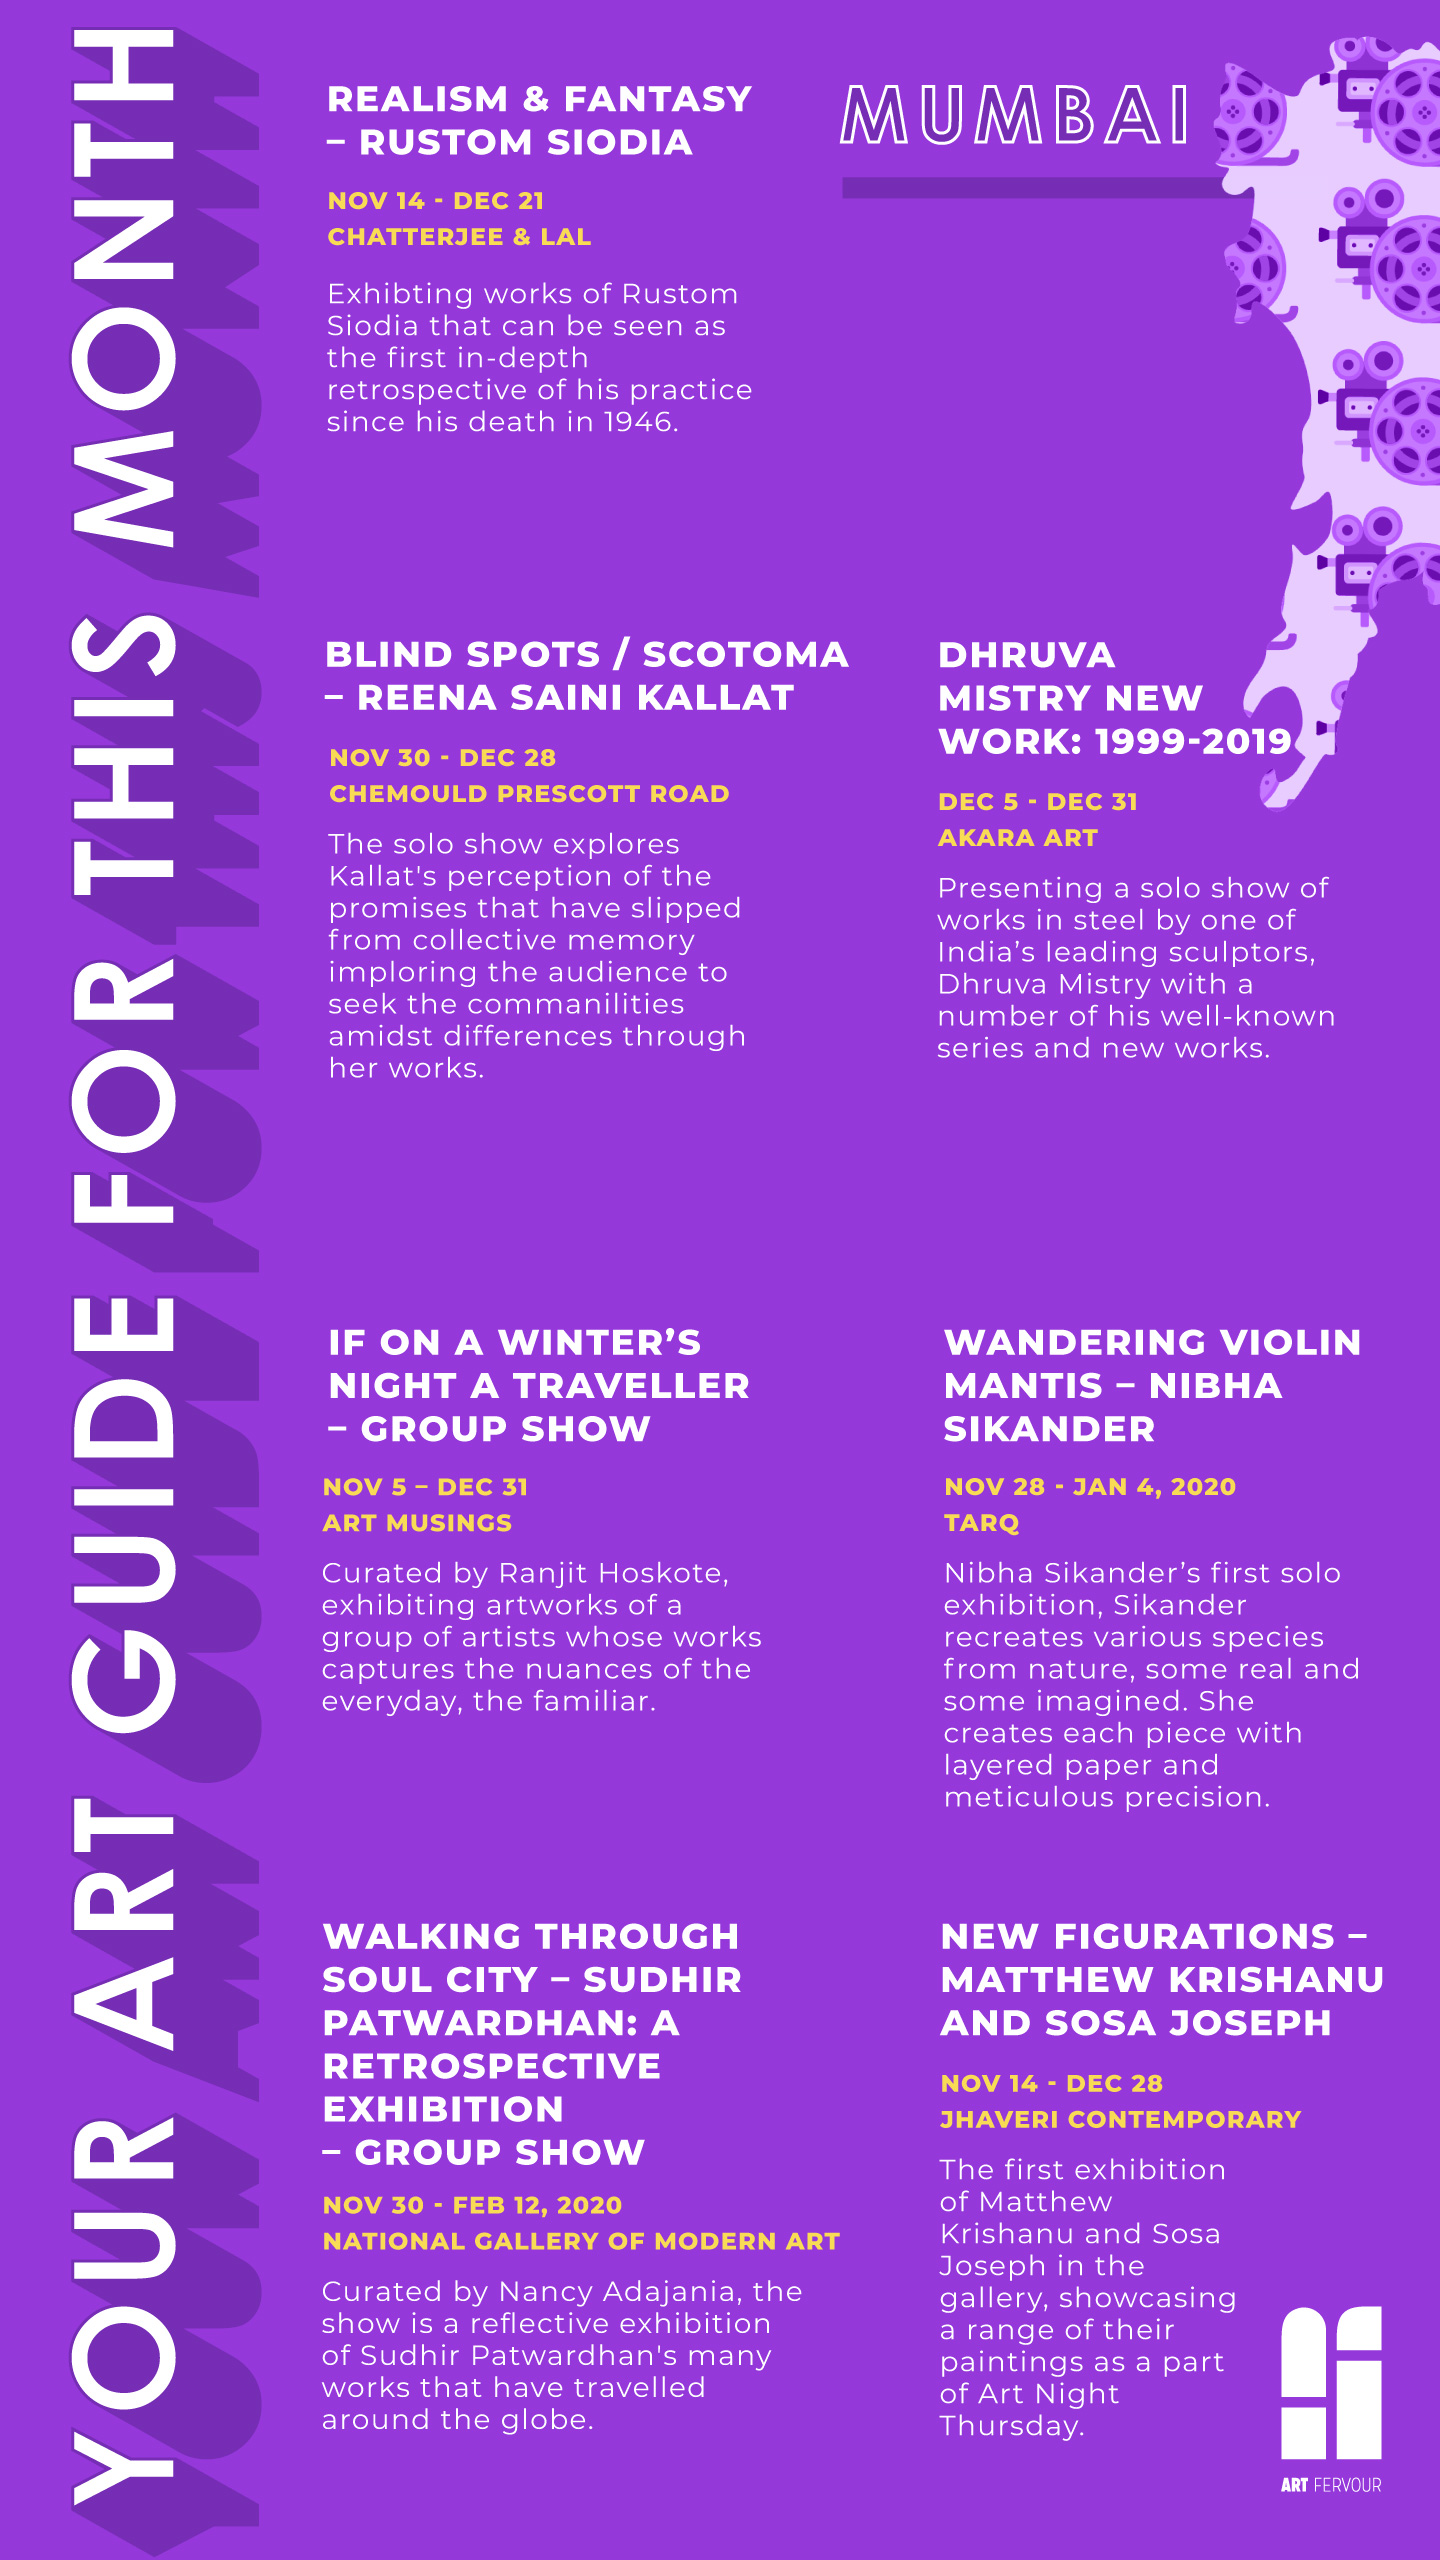 YOUR ART GUIDE FOR THIS MONTH
MUMBAI
REALISM & FANTASY
– RUSTOM SIODIA
NOV 14 - DEC 21
CHATTERJEE & LAL
Exhibting works of Rustom
Siodia that can be seen as
the first in-depth
retrospective of his practice
since his death in 1946.
BLIND SPOTS / SCOTOMA
– REENA SAINI KALLAT
NOV 30 - DEC 28
CHEMOULD PRESCOTT ROAD
The solo show explores
Kallat's perception of the
promises that have slipped
from collective memory
imploring the audience to
seek the commanilities
amidst differences through
her works.
DHRUVA
MISTRY NEW
WORK: 1999-2019
DEC 5 - DEC 31
AKARA ART
Presenting a solo show of
works in steel by one of
India’s leading sculptors,
Dhruva Mistry with a
number of his well-known
series and new works.
IF ON A WINTER’S
NIGHT A TRAVELLER
– GROUP SHOW
NOV 5 – DEC 31
ART MUSINGS
Curated by Ranjit Hoskote,
exhibiting artworks of a
group of artists whose works
captures the nuances of the
everyday, the familiar.
WANDERING VIOLIN
MANTIS – NIBHA
SIKANDER
NOV 28 - JAN 4, 2020
TARQ
Nibha Sikander’s first solo
exhibition, Sikander
recreates various species
from nature, some real and
some imagined. She
creates each piece with
layered paper and
meticulous precision.
WALKING THROUGH
SOUL CITY – SUDHIR
PATWARDHAN: A
RETROSPECTIVE
EXHIBITION
– GROUP SHOW
NOV 30 - FEB 12, 2020
NATIONAL GALLERY OF MODERN ART
Curated by Nancy Adajania, the
show is a reflective exhibition
of Sudhir Patwardhan's many
works that have travelled
around the globe.
NEW FIGURATIONS –
MATTHEW KRISHANU
AND SOSA JOSEPH
NOV 14 - DEC 28
JHAVERI CONTEMPORARY
The first exhibition
of Matthew
Krishanu and Sosa
Joseph in the
gallery, showcasing
a range of their
paintings as a part
of Art Night
Thursday.
ART FERVOUR